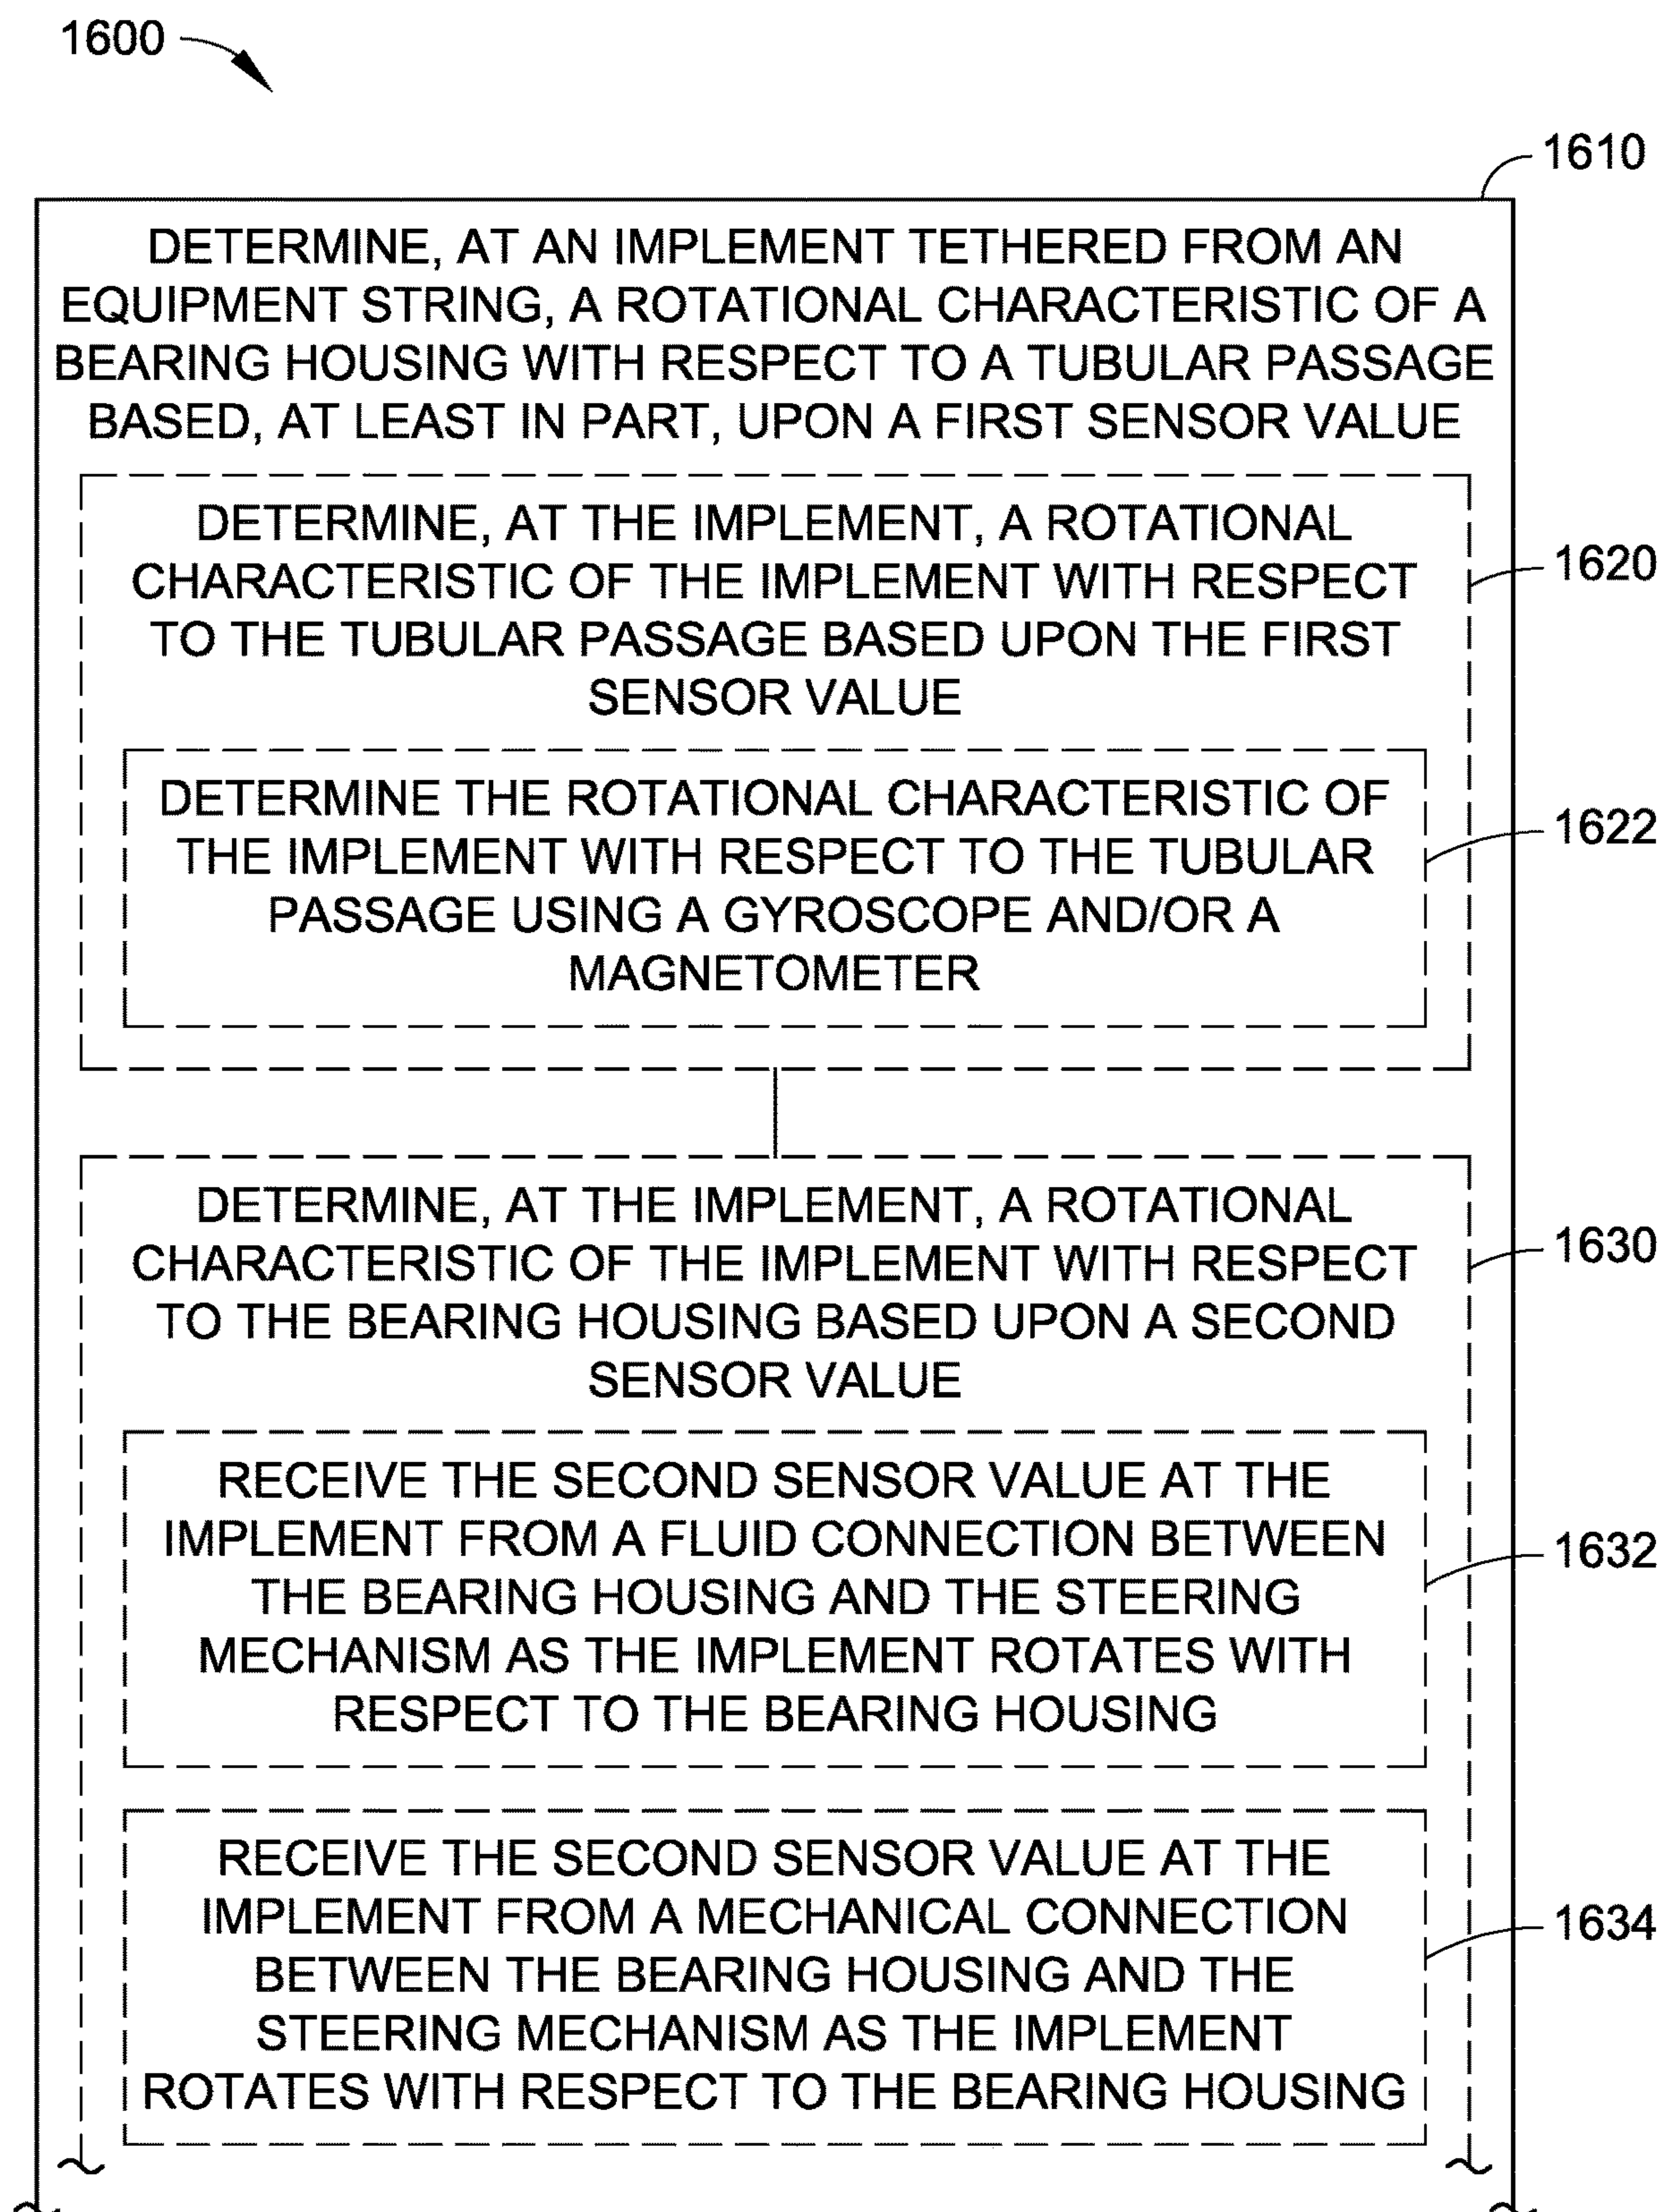 1600
1610
DETERMINE, AT AN IMPLEMENT TETHERED FROM AN
EQUIPMENT STRING, A ROTATIONAL CHARACTERISTIC OF A
BEARING HOUSING WITH RESPECT TO A TUBULAR PASSAGE
BASED, AT LEAST IN PART, UPON A FIRST SENSOR VALUE
DETERMINE, AT THE IMPLEMENT, A ROTATIONAL
CHARACTERISTIC OF THE IMPLEMENT WITH RESPECT
TO THE TUBULAR PASSAGE BASED UPON THE FIRST
SENSOR VALUE
1620
DETERMINE THE ROTATIONAL CHARACTERISTIC OF
THE IMPLEMENT WITH RESPECT TO THE TUBULAR
PASSAGE USING A GYROSCOPE AND/OR A
MAGNETOMETER
1622
DETERMINE, AT THE IMPLEMENT, A ROTATIONAL
CHARACTERISTIC OF THE IMPLEMENT WITH RESPECT
TO THE BEARING HOUSING BASED UPON A SECOND
SENSOR VALUE
1630
RECEIVE THE SECOND SENSOR VALUE AT THE
IMPLEMENT FROM A FLUID CONNECTION BETWEEN
THE BEARING HOUSING AND THE STEERING
MECHANISM AS THE IMPLEMENT ROTATES WITH
RESPECT TO THE BEARING HOUSING
1632
RECEIVE THE SECOND SENSOR VALUE AT THE
IMPLEMENT FROM A MECHANICAL CONNECTION
BETWEEN THE BEARING HOUSING AND THE
STEERING MECHANISM AS THE IMPLEMENT
ROTATES WITH RESPECT TO THE BEARING HOUSING
1634